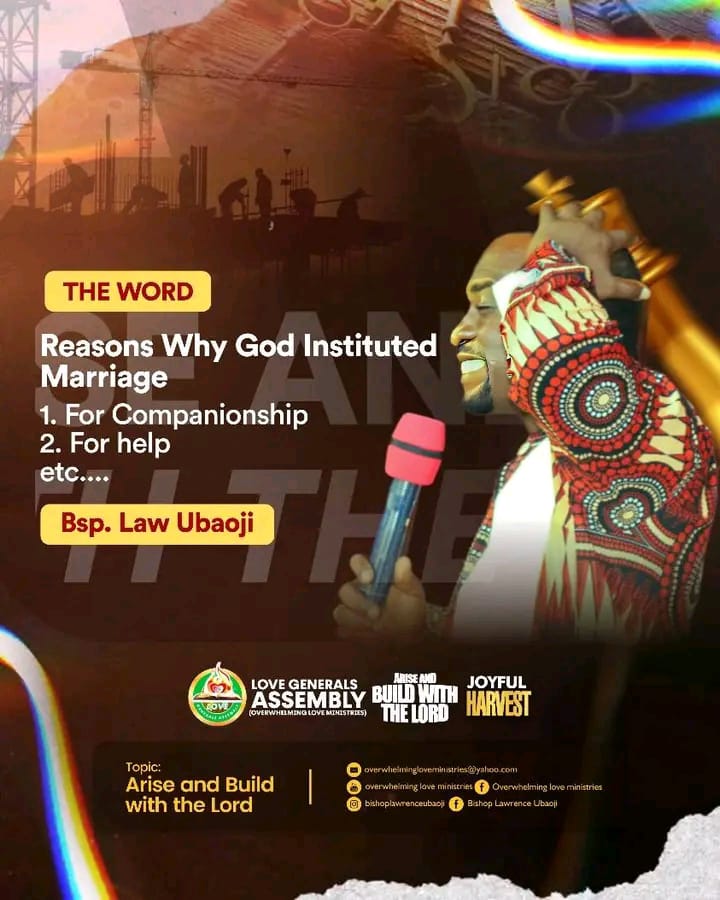 THE WORD
Reasons Why God Instituted
Marriage
1. For Companionship
2. For help
etc....
Bsp. Law Ubaoji
LOVE
LOVE GENERALS
ASSEMBLY
(OVERWHELMING LOVE MINISTRIES)
ARISE AND
BUILD WITH
THE LORD
JOYFUL
HARVEST
Topic:
Arise and Build
with the Lord
overwhelmingloveministries@yahoo.com
overwhelming love ministries Overwhelming love ministries
bishoplawrenceubaoji Bishop Lawrence Ubaoji